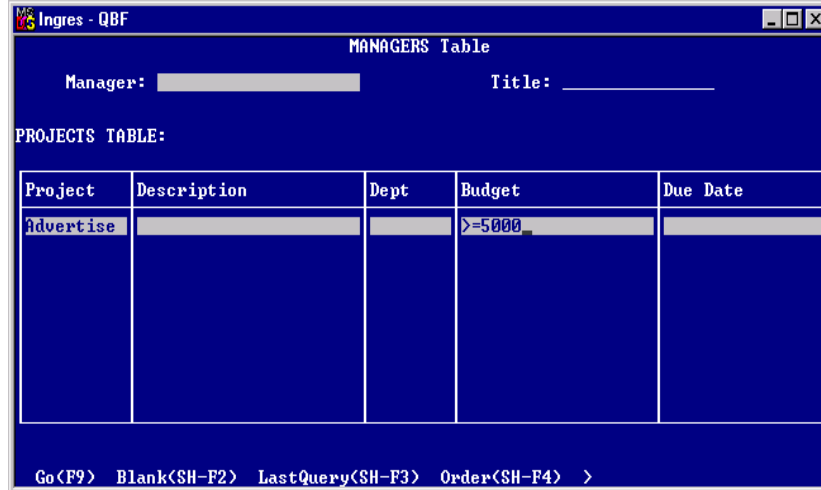 Ingres - QBF
MANAGERS Table
Manager: Title:
PROJECTS TABLE:
Project Description Dept Budget Due Date
Advertise >=5000
Go(F9) Blank(SH-F2) LastQuery(SH-F3) Order(SH-F4) >